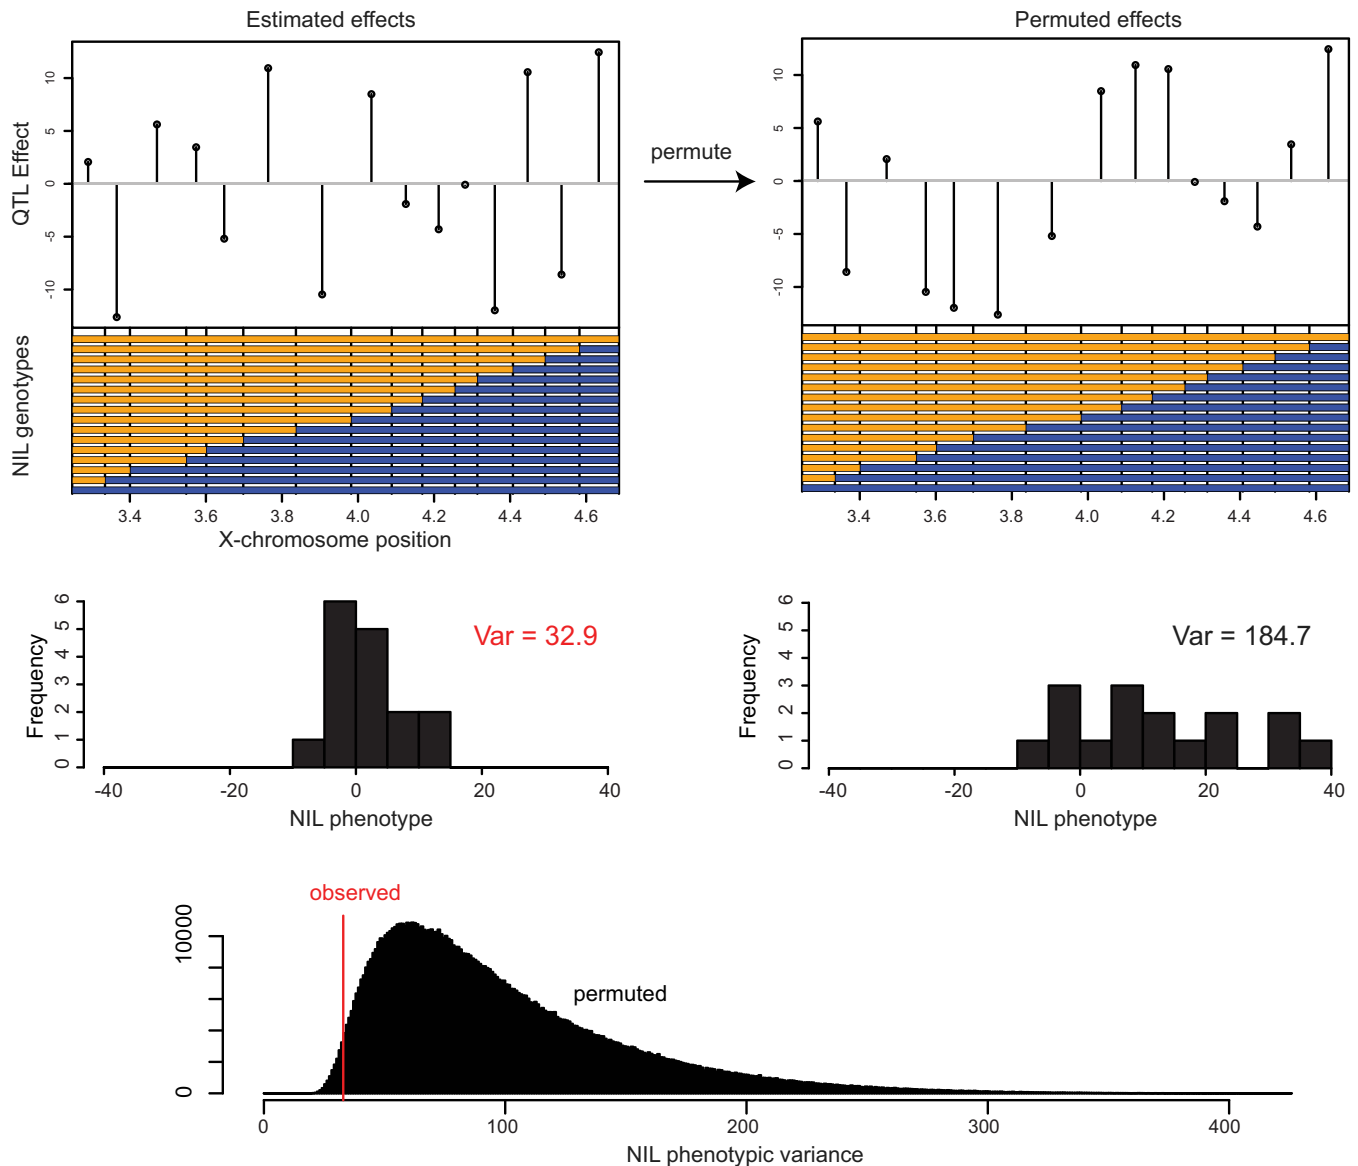 Estimated effects
Permuted effects
QTL Effect
10
5
0
-5
-10
permute
10
5
0
-5
-10
NIL genotypes
3.4 3.6 3.8 4.0 4.2 4.4 4.6
X-chromosome position
3.4 3.6 3.8 4.0 4.2 4.4 4.6
Frequency
6
5
4
3
2
1
0
Var = 32.9
-40 -20 0 20 40
NIL phenotype
Frequency
6
5
4
3
2
1
0
Var = 184.7
-40 -20 0 20 40
NIL phenotype
observed
10000
0
permuted
0 100 200 300 400
NIL phenotypic variance